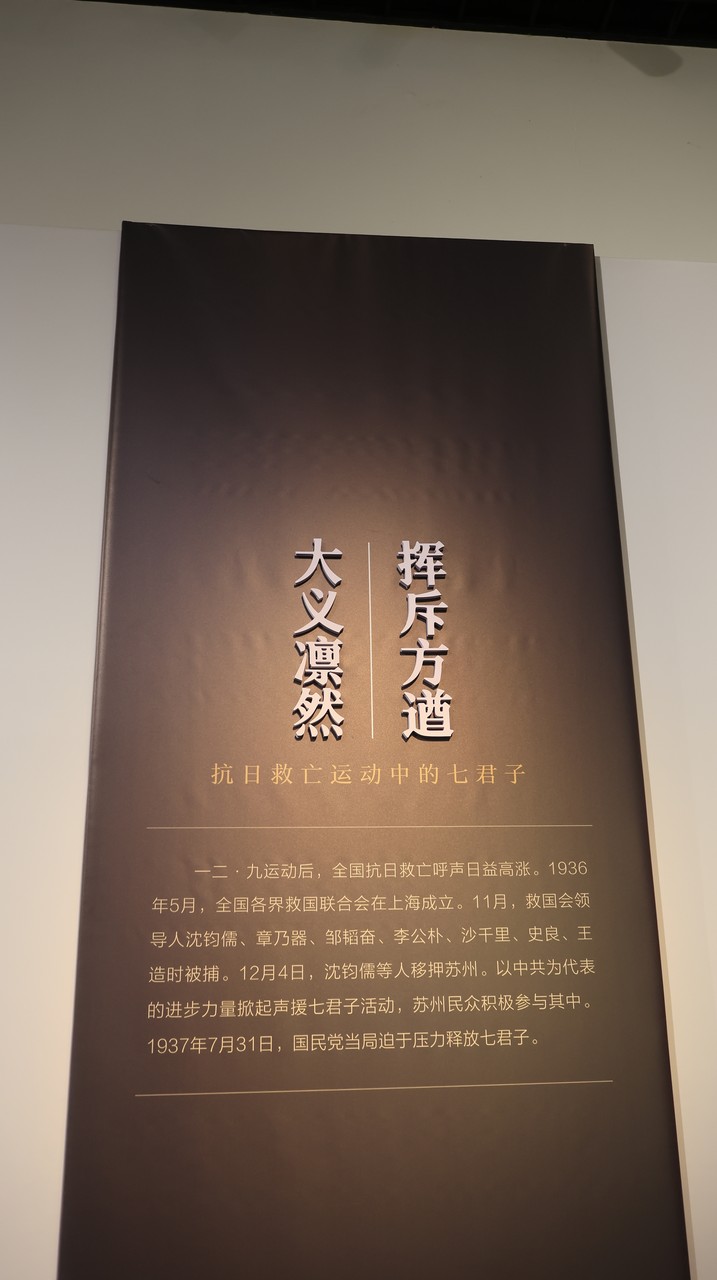 挥斥方遒
大义凛然
抗日救亡运动中的七君子
一二·九运动后，全国抗日救亡呼声日益高涨。1936
年5月，全国各界救国联合会在上海成立。11月，救国会领
导人沈钧儒、章乃器、邹韬奋、李公朴、沙千里、史良、王
造时被捕。12月4日，沈钧儒等人移押苏州。以中共为代表
的进步力量掀起声援七君子活动，苏州民众积极参与其中。
1937年7月31日，国民党当局迫于压力释放七君子。